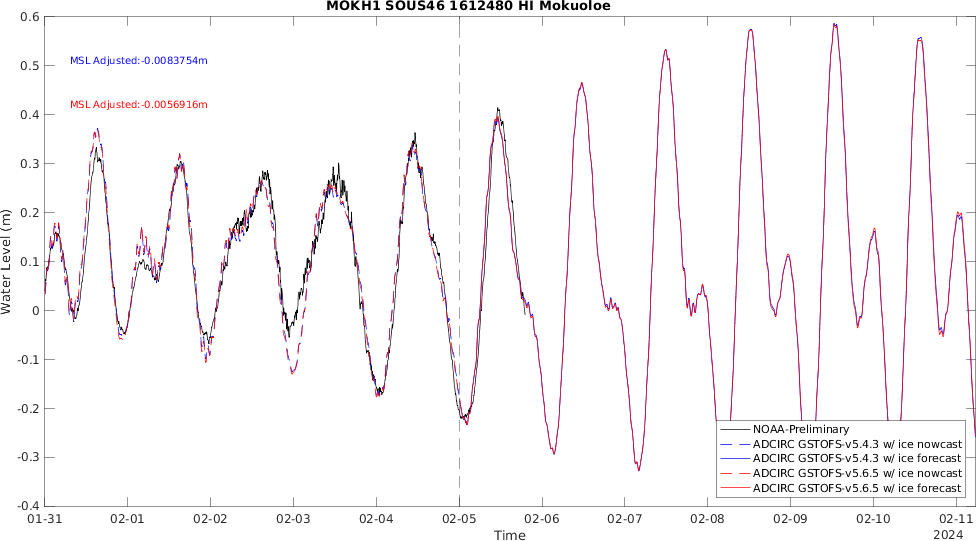 MOKH1 SOUS46 1612480 HI Mokuoloe
0.6
0.5
0.4
0.3
0.2
0.1
0
-0.1
-0.2
-0.3
-0.4
Water Level (m)
MSL Adjusted:-0.0083754m
MSL Adjusted:-0.0056916m
NOAA-Preliminary
ADCIRC GSTOFS-v5.4.3 w/ ice nowcast
ADCIRC GSTOFS-v5.4.3 w/ ice forecast
ADCIRC GSTOFS-v5.6.5 w/ ice nowcast
ADCIRC GSTOFS-v5.6.5 w/ ice forecast
01-31 02-01 02-02 02-03 02-04 02-05 02-06 02-07 02-08 02-09 02-10 02-11
Time
2024